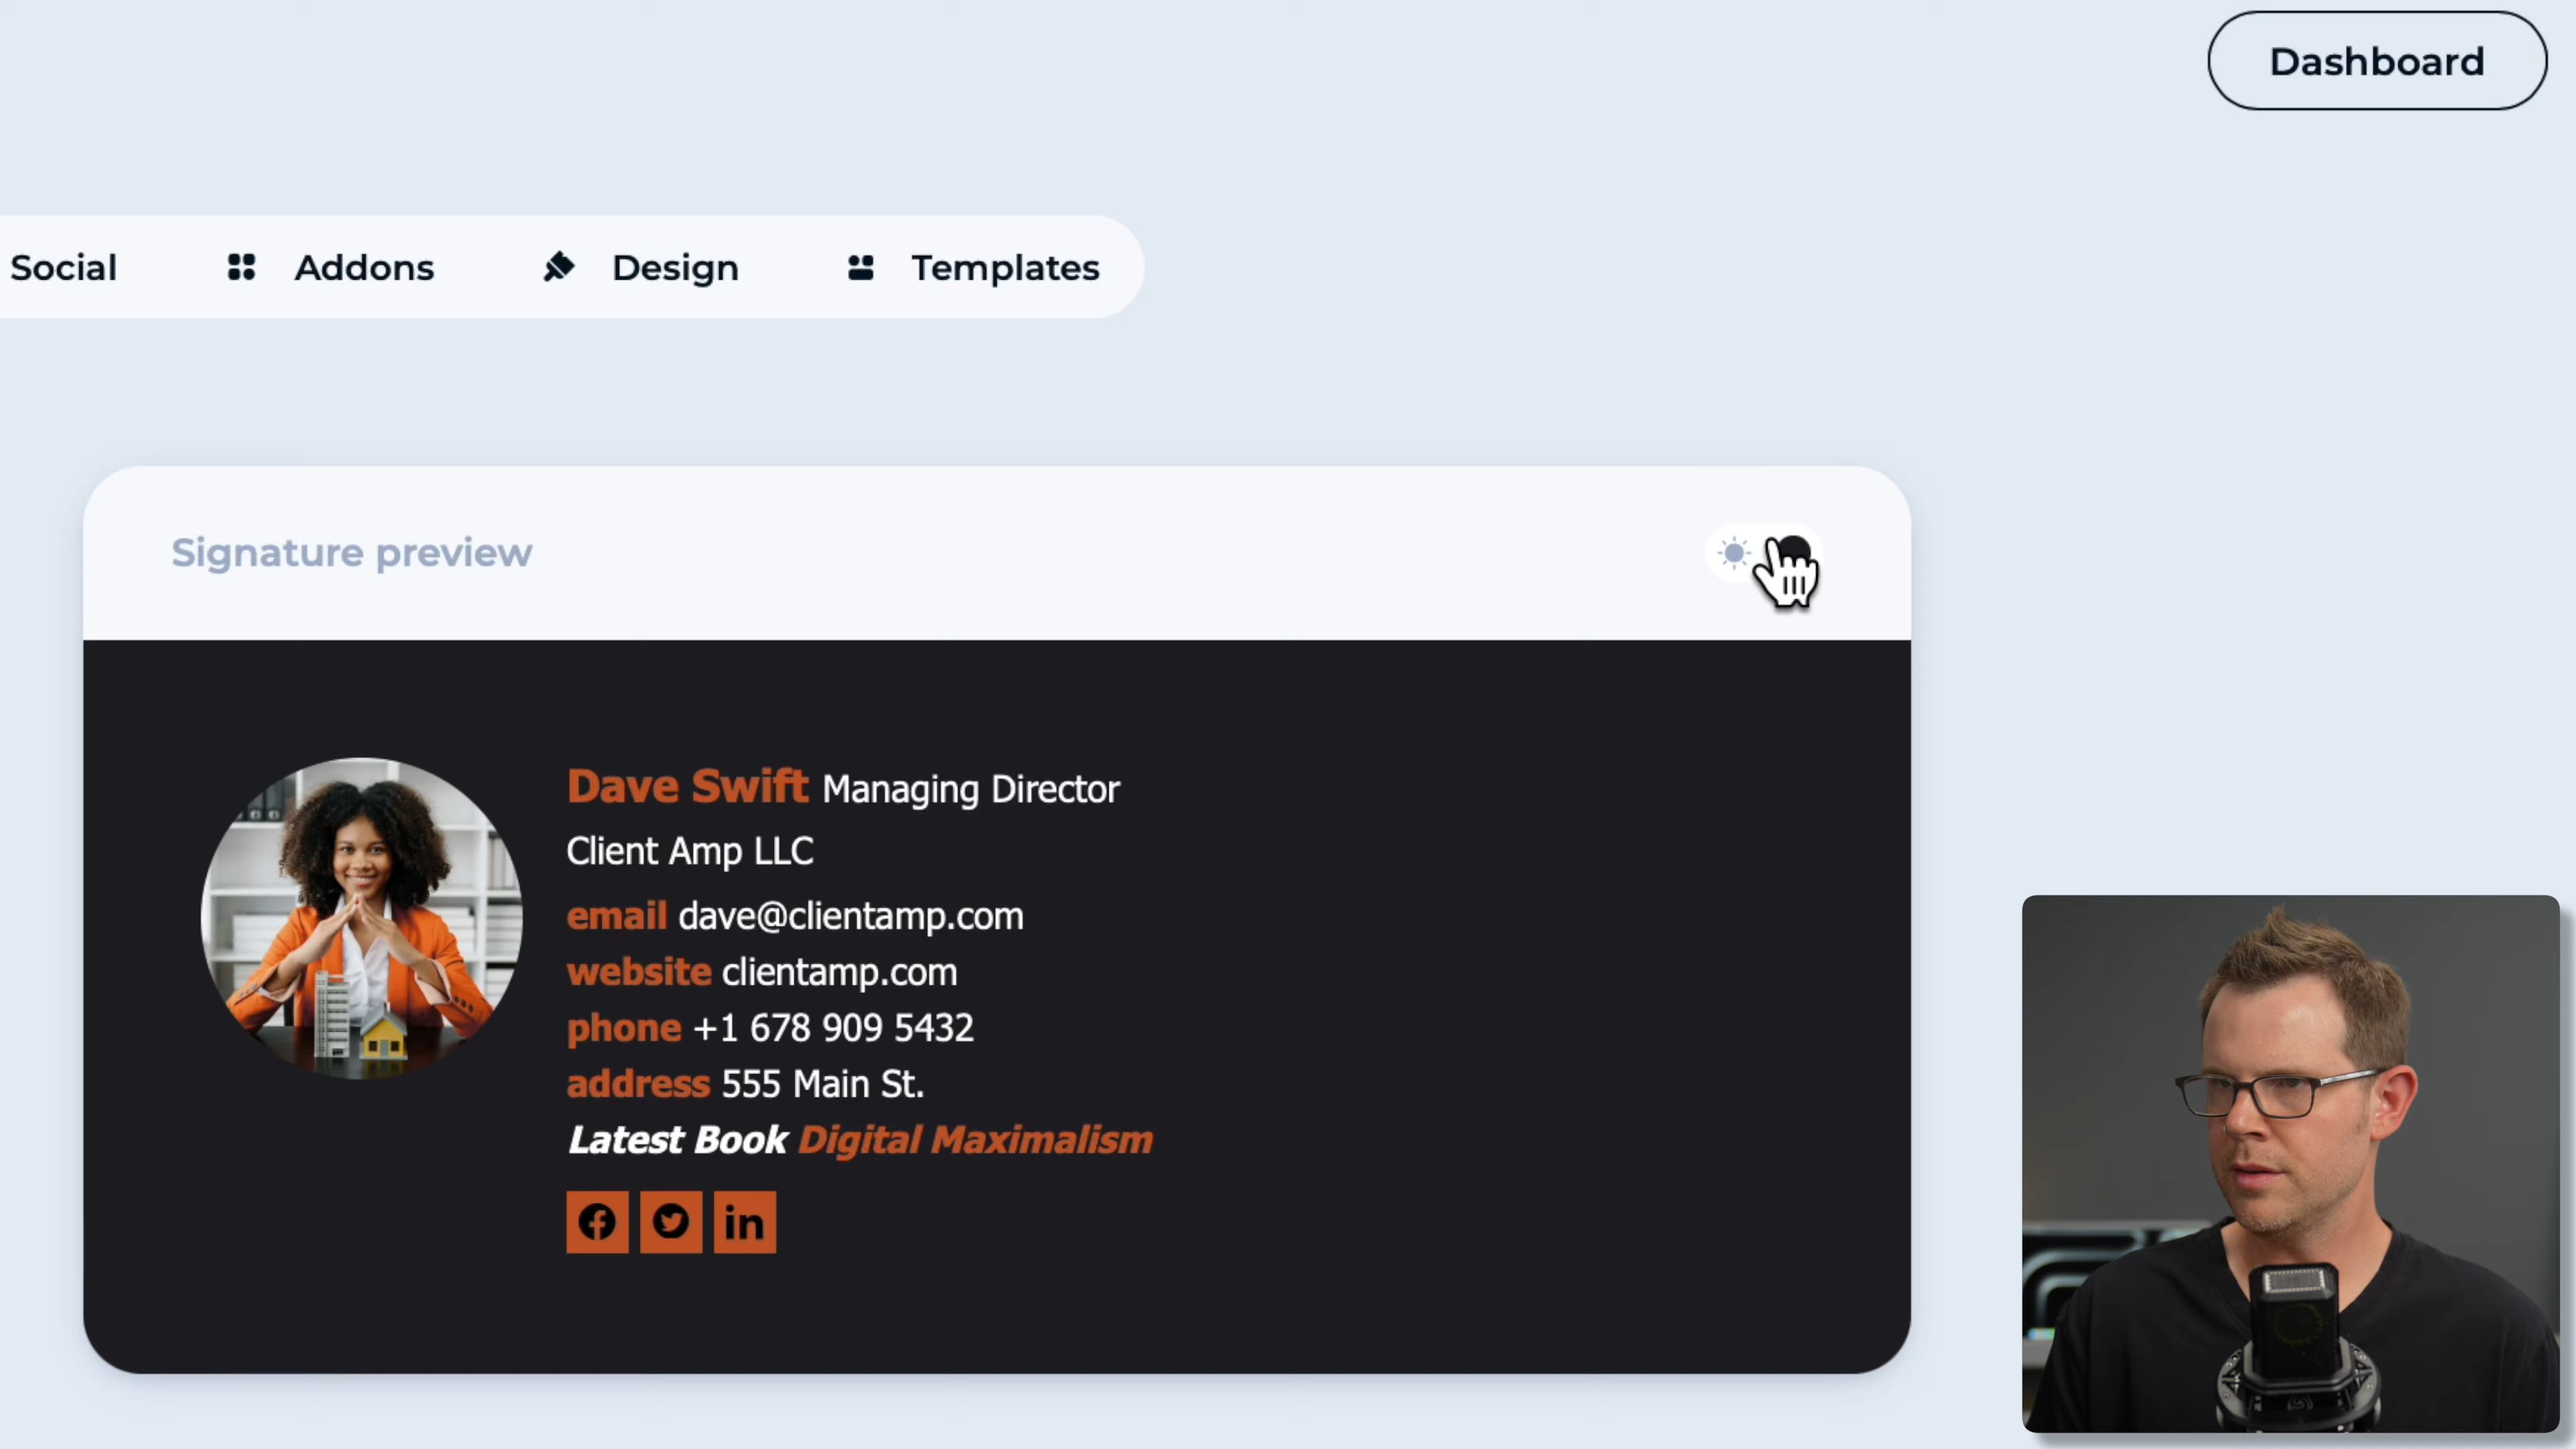 Dashboard
Social Addons Design Templates
Signature preview
Dave Swift Managing Director
Client Amp LLC
email dave@clientamp.com
website clientamp.com
phone +1 678 909 5432
address 555 Main St.
Latest Book Digital Maximalism
in